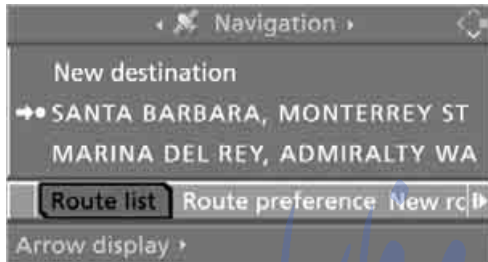 Navigation
New destination
SANTA BARBARA, MONTERREY ST
MARINA DEL REY, ADMIRALTY WA
Route list Route preference New rc
Arrow display